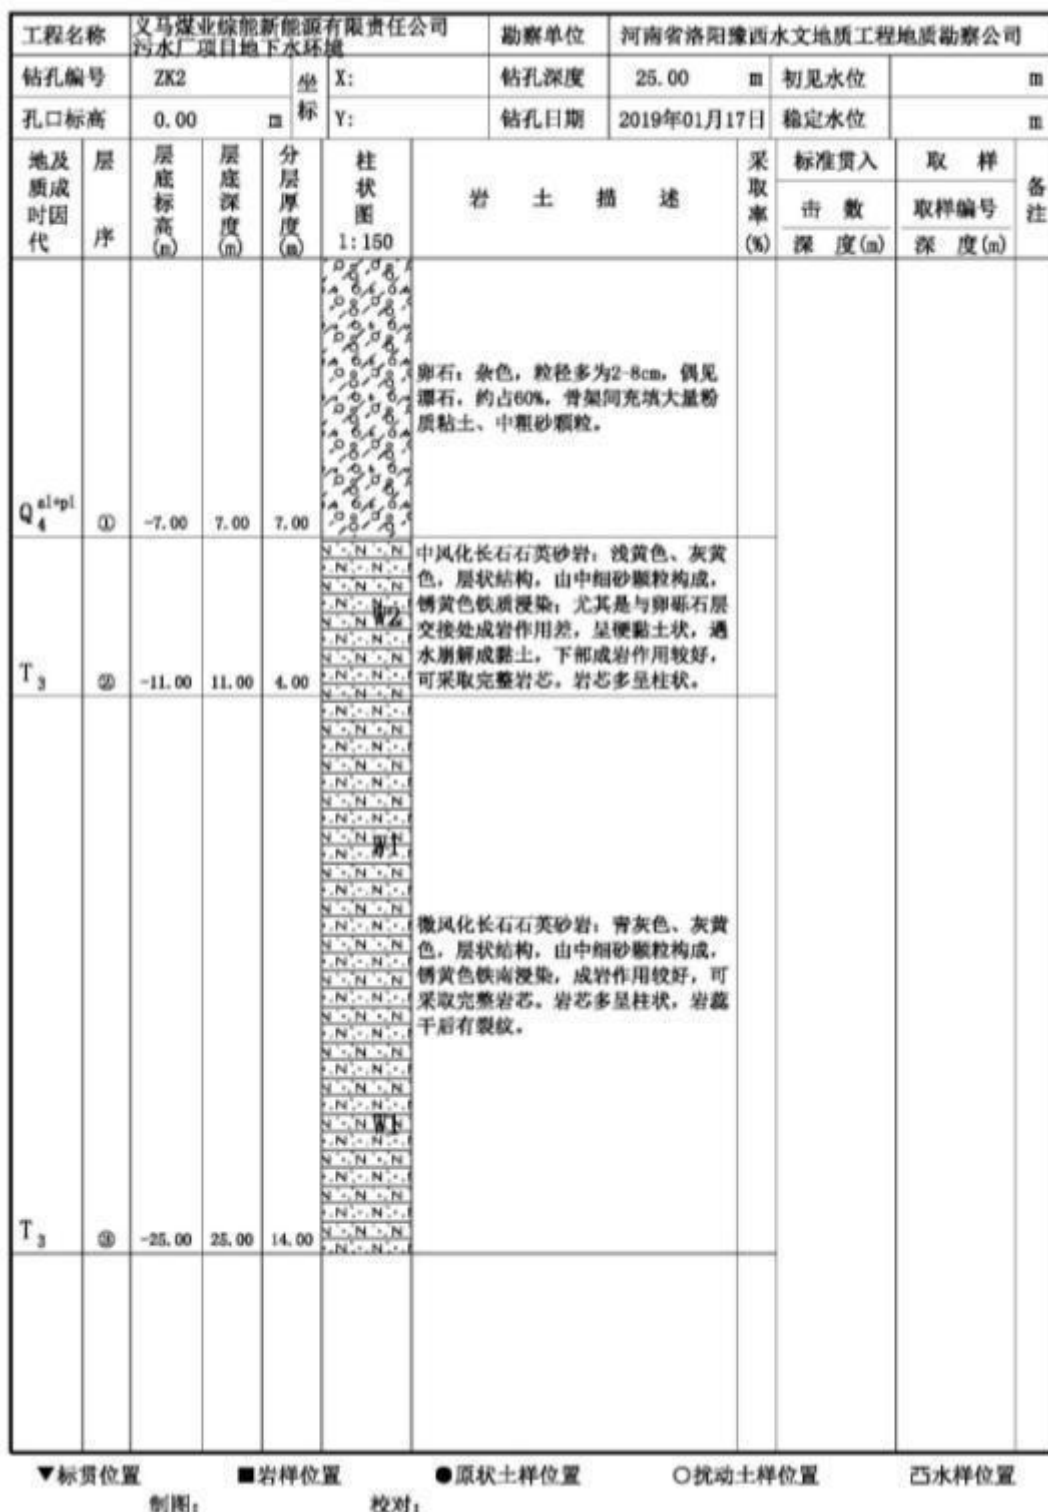 工程名称 义马煤业综能新能源有限责任公司 勘察单位 河南省洛阳豫西水文地质工程地质勘察公司
污水厂项目地下水环境
钻孔编号 ZK2 坐标 X: 钻孔深度 25.00 m 初见水位 m
孔口标高 0.00 m Y: 钻孔日期 2019年01月17日 稳定水位 m
地质时代及成因 层序 层底标高(m) 层底深度(m) 分层厚度(m) 柱状图 1:150 岩 土 描 述 采取率(%) 标准贯入 取 样 备注
击 数 取样编号
深 度(m) 深 度(m)
卵石：杂色，粒径多为2-8cm，偶见
漂石，约占60%，骨架间充填大量粉
质粘土、中粗砂颗粒。
Q4 al+pl ① -7.00 7.00 7.00
中风化长石石英砂岩：浅黄色、灰黄
色，层状结构，由中细砂颗粒构成，
锈黄色铁质浸染；尤其是与卵砾石层
W2
交接处成岩作用差，呈硬黏土状，遇
水崩解成黏土，下部成岩作用较好，
可采取完整岩芯。岩芯多呈柱状。
T3 ② -11.00 11.00 4.00
W1
微风化长石石英砂岩：青灰色、灰黄
色，层状结构，由中细砂颗粒构成，
锈黄色铁南浸染，成岩作用较好，可
采取完整岩芯。岩芯多呈柱状，岩蕊
干后有裂纹。
W1
T3 ③ -25.00 25.00 14.00
▼标贯位置 ■岩样位置 ●原状土样位置 ○扰动土样位置 凸水样位置
制图： 校对：